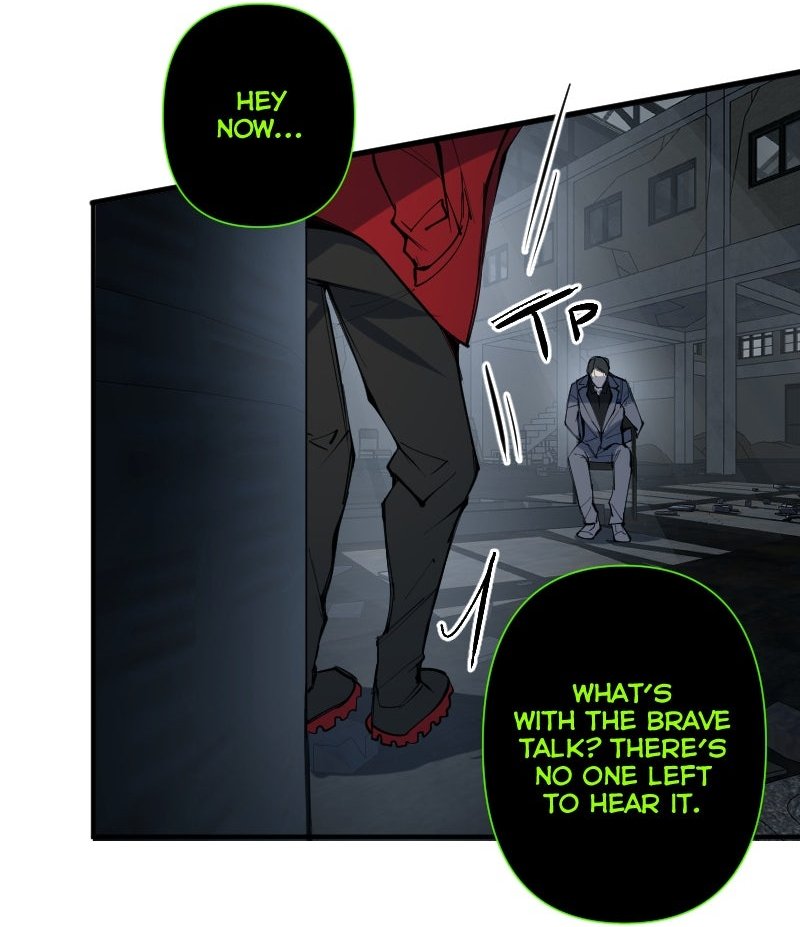 HEY
NOW...
TP
WHAT'S
WITH THE BRAVE
TALK? THERE'S
NO ONE LEFT
TO HEAR IT.